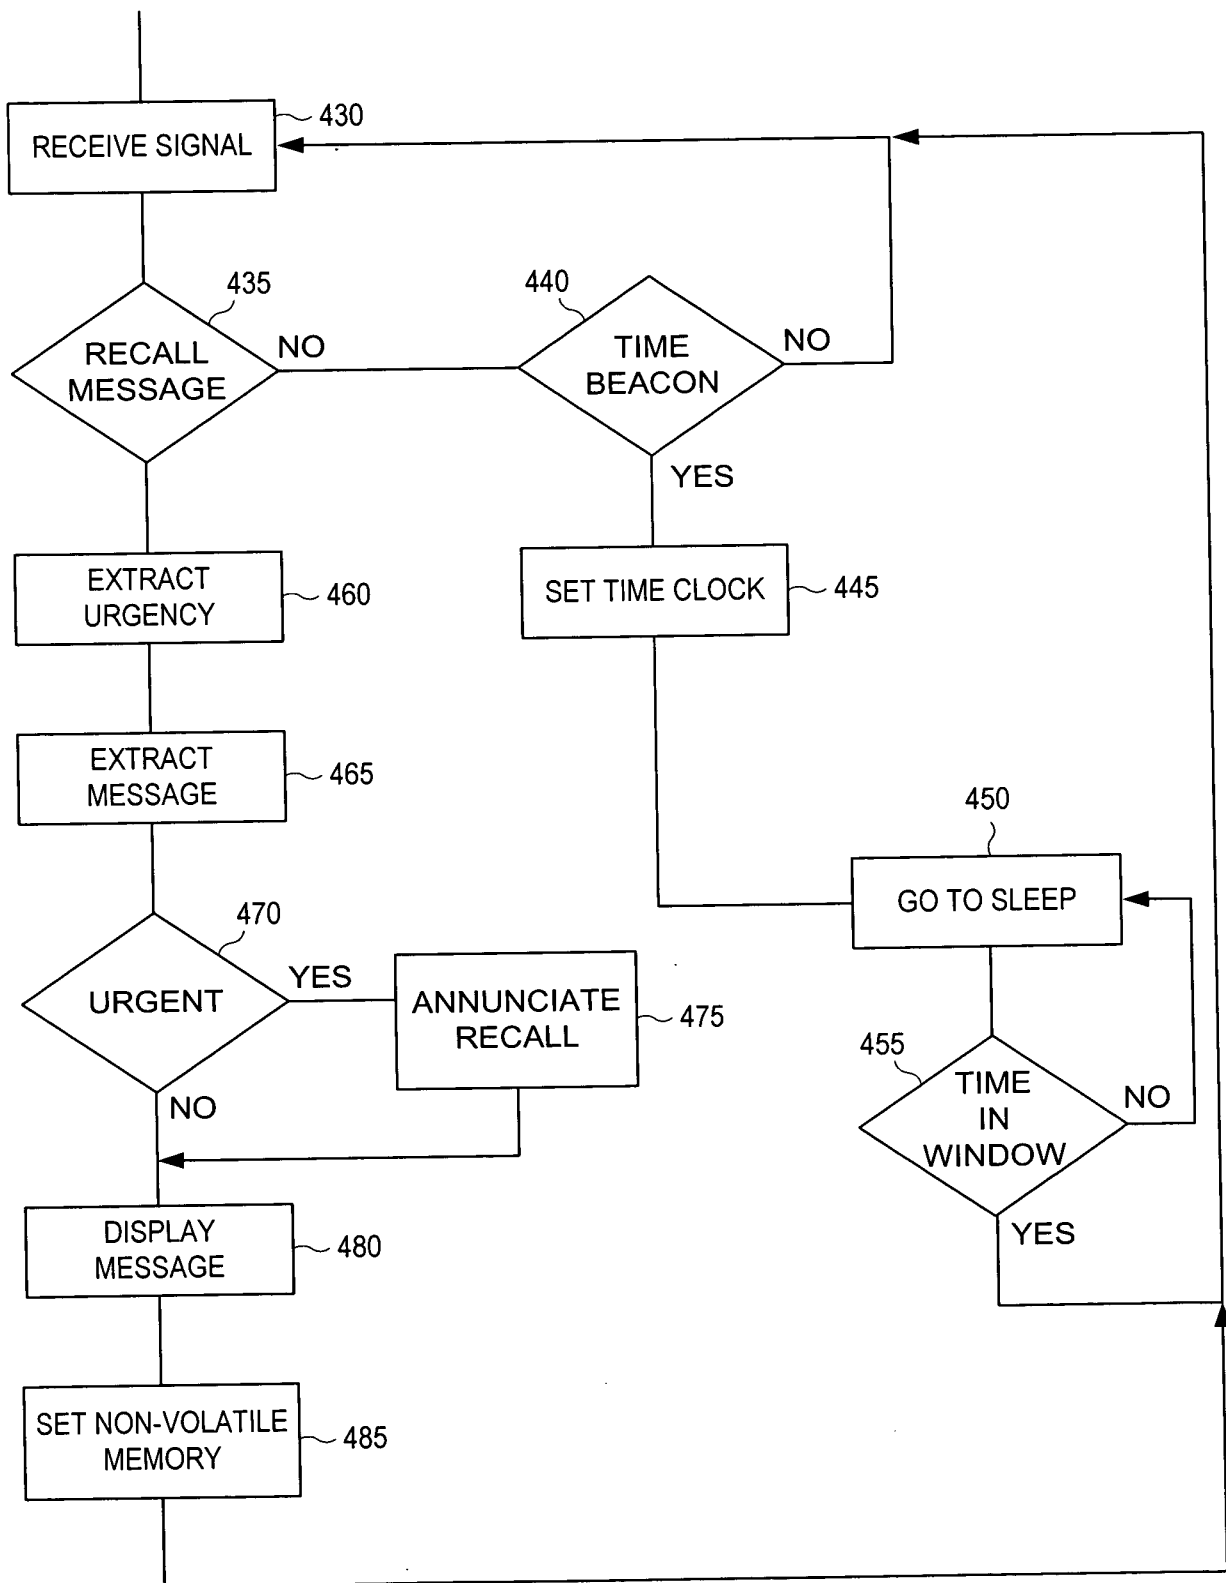 RECEIVE SIGNAL
430
RECALL
MESSAGE
435
NO
TIME
BEACON
440
NO
YES
EXTRACT
URGENCY
460
SET TIME CLOCK
445
EXTRACT
MESSAGE
465
450
GO TO SLEEP
URGENT
470
YES
NO
ANNUNCIATE
RECALL
475
455
TIME
IN
WINDOW
NO
YES
DISPLAY
MESSAGE
480
SET NON-VOLATILE
MEMORY
485